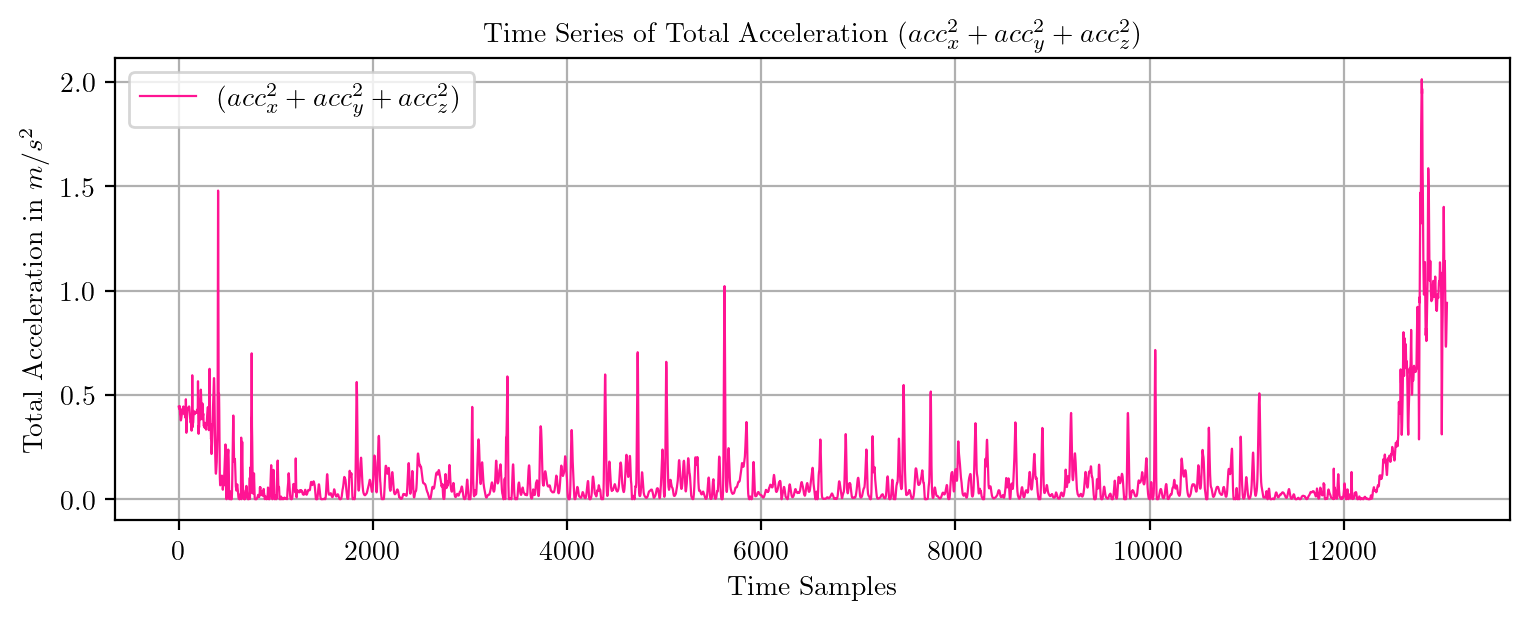 Time Series of Total Acceleration $(acc_x^2 + acc_y^2 + acc_z^2)$
$(acc_x^2 + acc_y^2 + acc_z^2)$
Total Acceleration in $m/s^2$
2.0
1.5
1.0
0.5
0.0
0 2000 4000 6000 8000 10000 12000
Time Samples